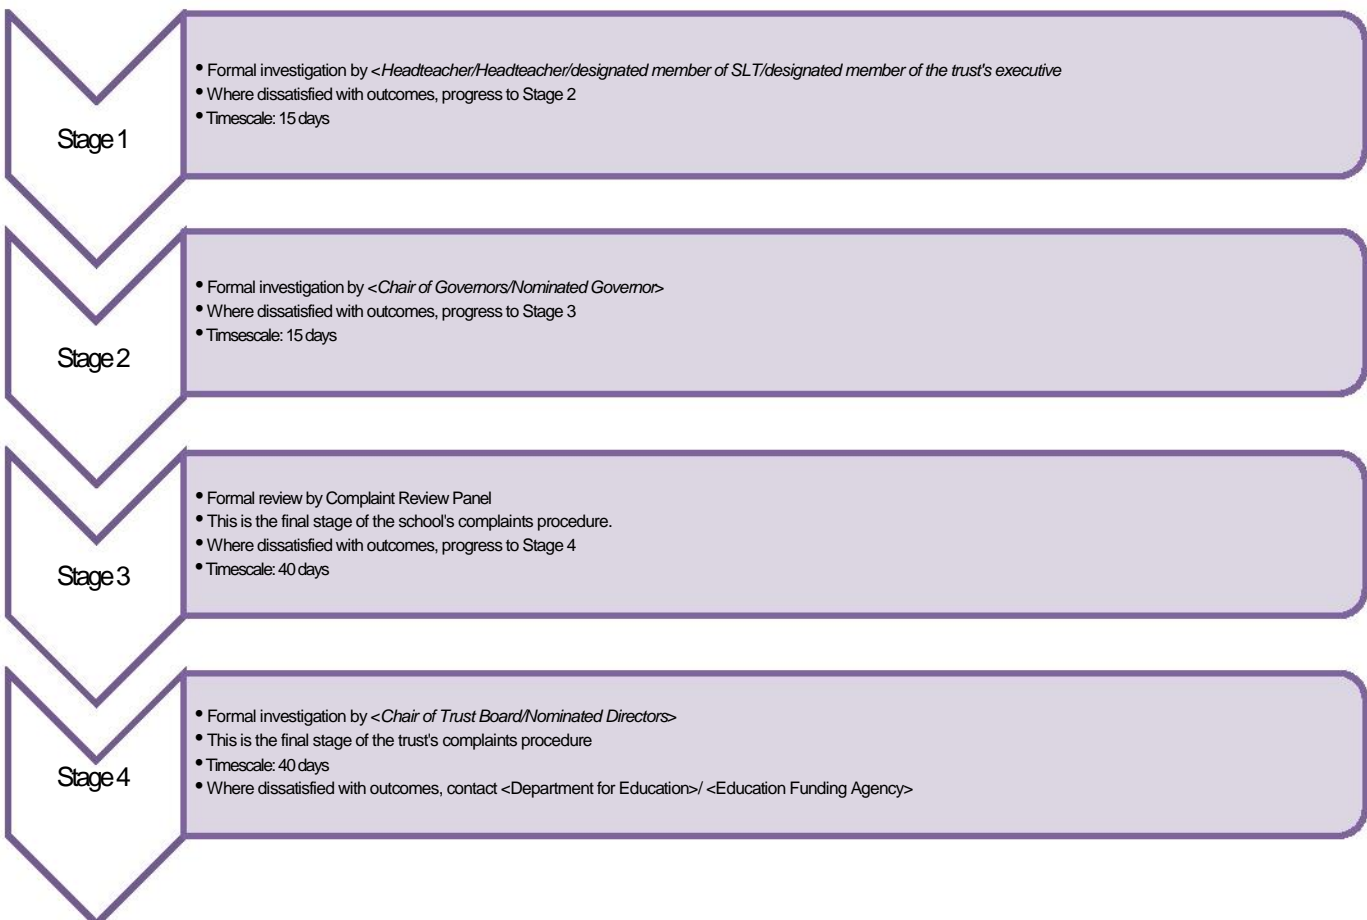 Stage 1
• Formal investigation by <Headteacher/Headteacher/designated member of SLT/designated member of the trust's executive
• Where dissatisfied with outcomes, progress to Stage 2
• Timescale: 15 days
Stage 2
• Formal investigation by <Chair of Governors/Nominated Governor>
• Where dissatisfied with outcomes, progress to Stage 3
• Timsescale: 15 days
Stage 3
• Formal review by Complaint Review Panel
• This is the final stage of the school's complaints procedure.
• Where dissatisfied with outcomes, progress to Stage 4
• Timescale: 40 days
Stage 4
• Formal investigation by <Chair of Trust Board/Nominated Directors>
• This is the final stage of the trust's complaints procedure
• Timescale: 40 days
• Where dissatisfied with outcomes, contact <Department for Education>/ <Education Funding Agency>